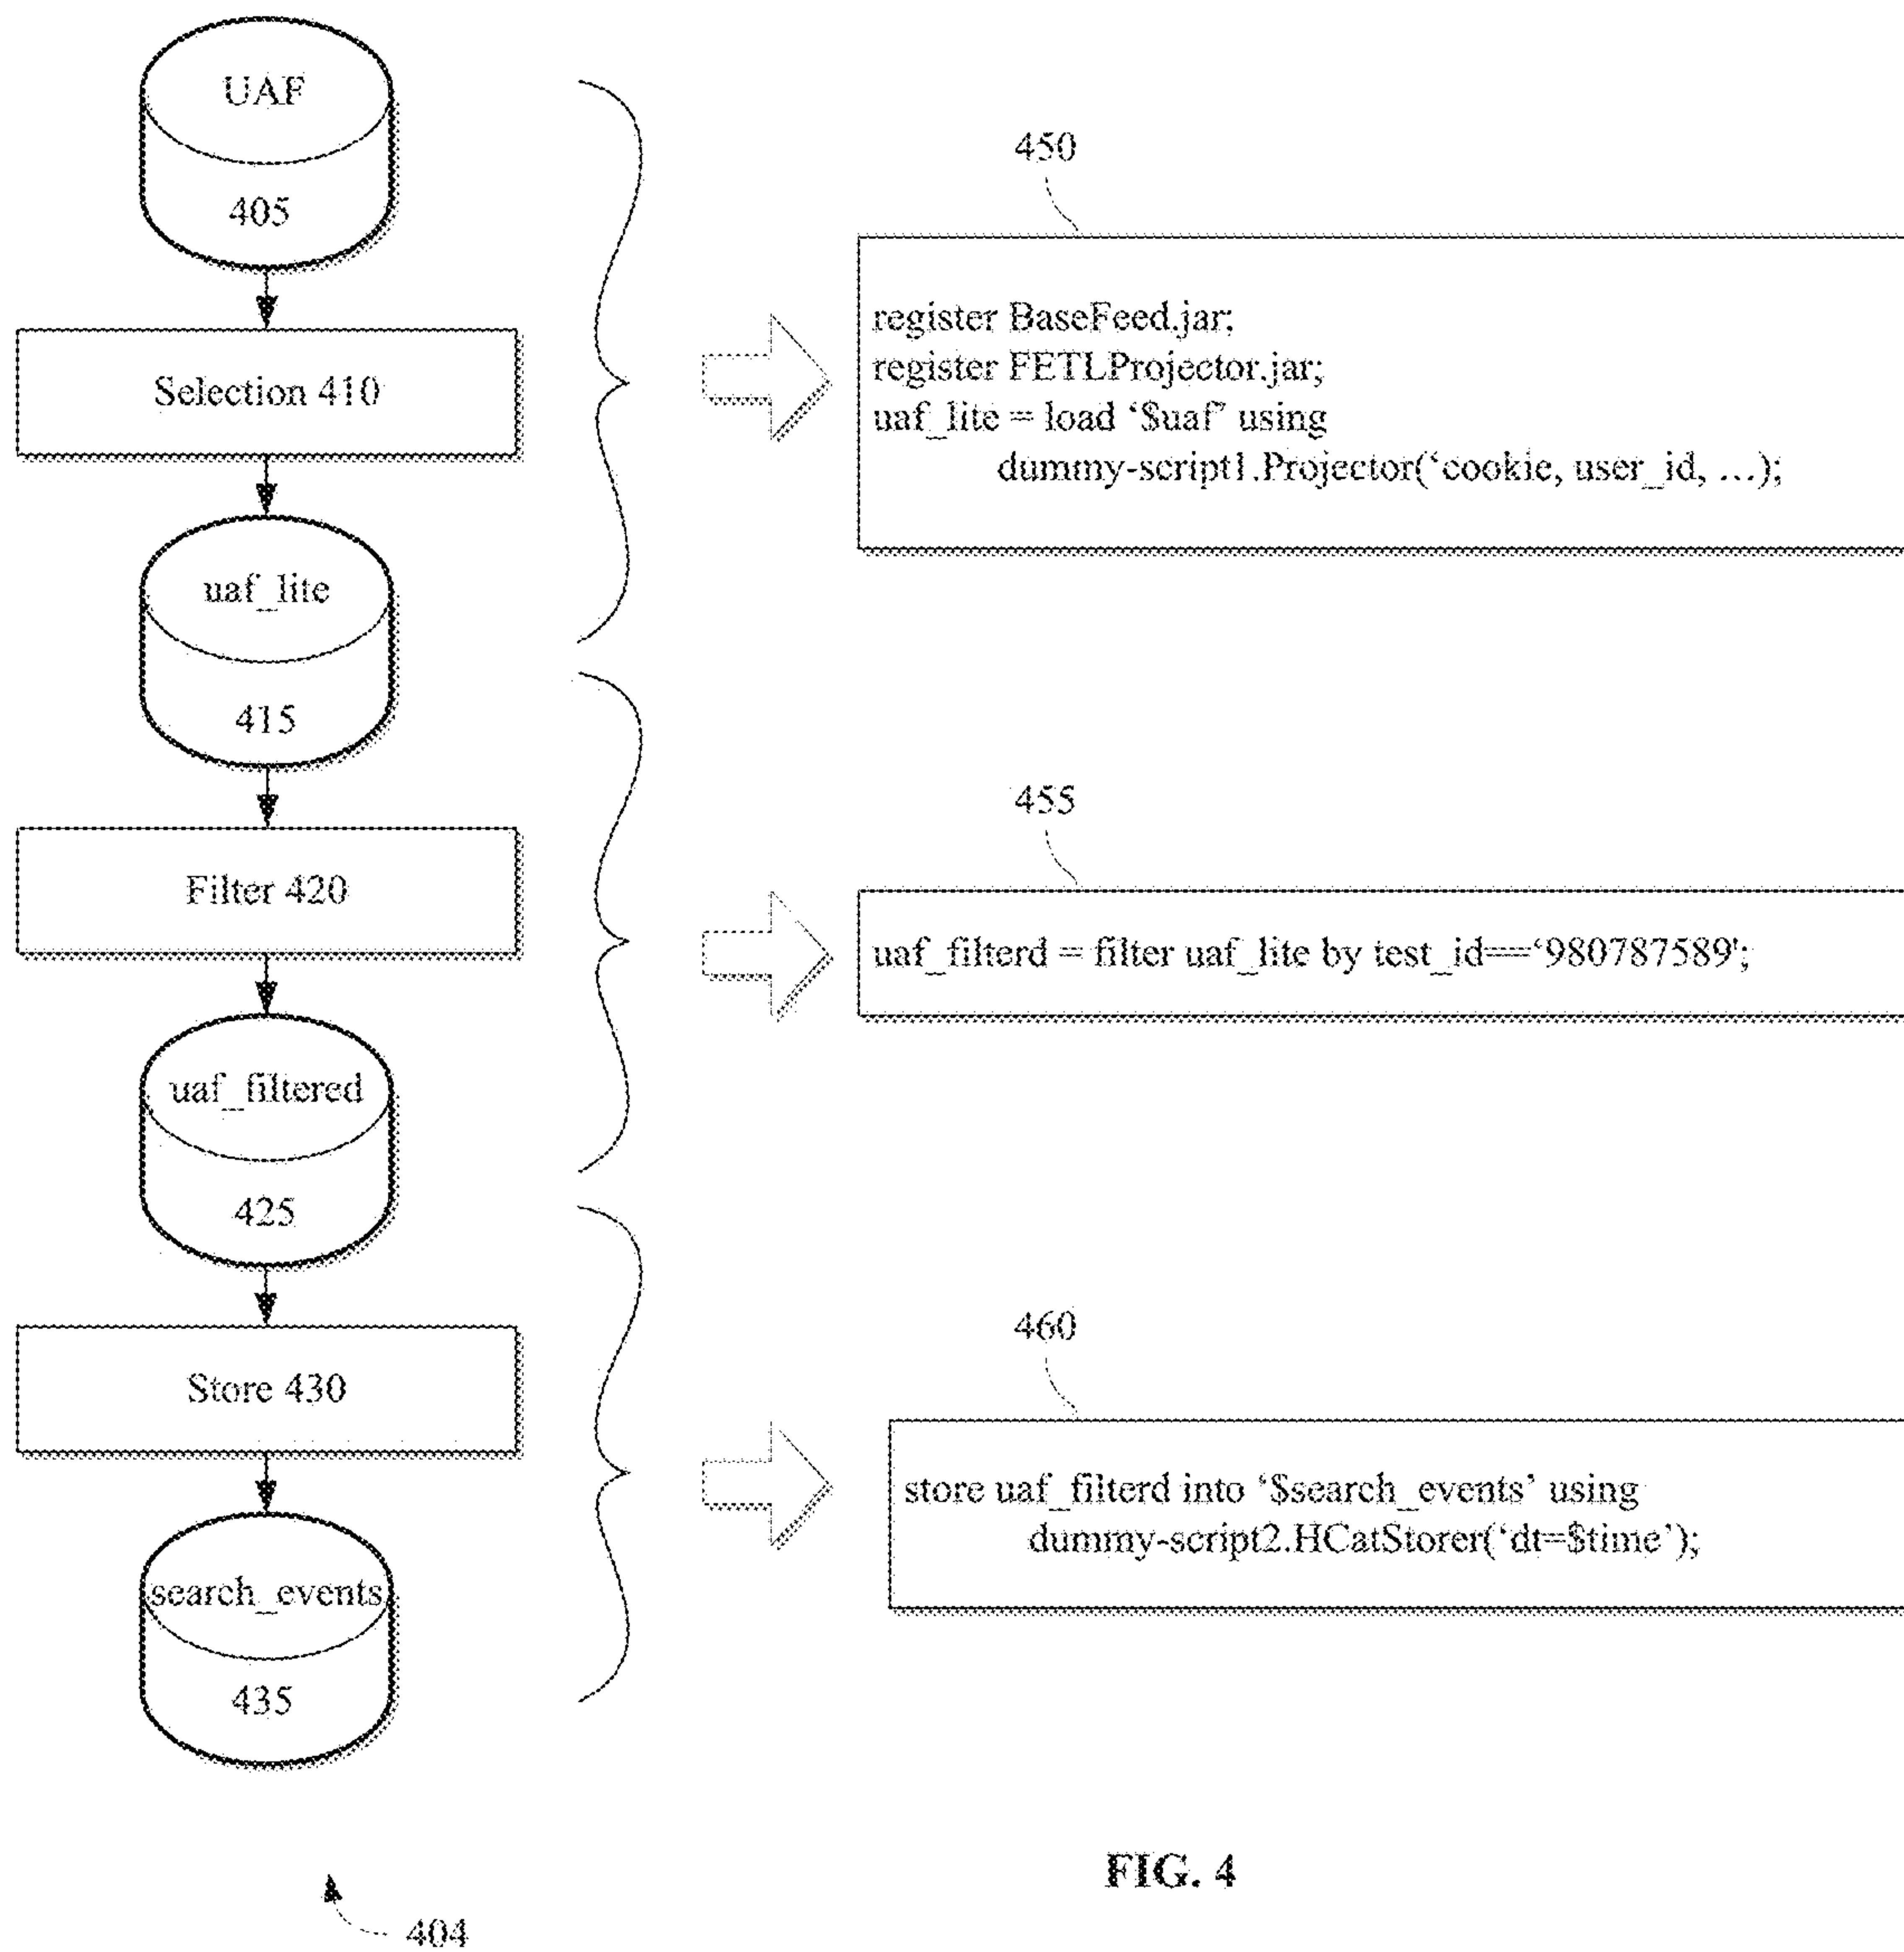 UAF
405
Selection 410
uaf_lite
415
Filter 420
uaf_filtered
425
Store 430
search_events
435
404
450
register BaseFeed.jar;
register FETLProjector.jar;
uaf_lite = load ‘$uaf’ using
dummy-script1.Projector(‘cookie, user_id, ...);
455
uaf_filterd = filter uaf_lite by test_id==‘980787589';
460
store uaf_filterd into ‘$search_events’ using
dummy-script2.HCatStorer(‘dt=$time’);
FIG. 4